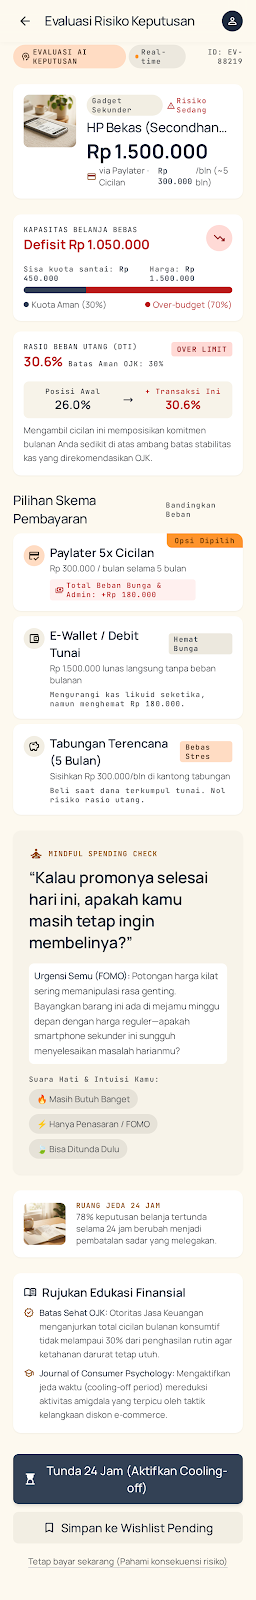 Evaluasi Risiko Keputusan
EVALUASI AI
KEPUTUSAN
Real-
time
ID: EV-
88219
Gadget
Sekunder
Risiko
Sedang
HP Bekas (Secondhan...
Rp 1.500.000
via Paylater ·
Cicilan
Rp
300.000
/bln (~5
bln)
KAPASITAS BELANJA BEBAS
Defisit Rp 1.050.000
Sisa kuota santai: Rp
450.000
Harga: Rp
1.500.000
Kuota Aman (30%)
Over-budget (70%)
RASIO BEBAN UTANG (DTI)
30.6% Batas Aman OJK: 30%
OVER LIMIT
Posisi Awal
26.0%
→
+ Transaksi Ini
30.6%
Mengambil cicilan ini memposisikan komitmen
bulanan Anda sedikit di atas ambang batas stabilitas
kas yang direkomendasikan OJK.
Pilihan Skema
Pembayaran
Bandingkan
Beban
Opsi Dipilih
Paylater 5x Cicilan
Rp 300.000 / bulan selama 5 bulan
Total Beban Bunga &
Admin: +Rp 180.000
E-Wallet / Debit
Tunai
Hemat
Bunga
Rp 1.500.000 lunas langsung tanpa beban
bulanan
Mengurangi kas likuid seketika,
namun menghemat Rp 180.000.
Tabungan Terencana
(5 Bulan)
Bebas
Stres
Sisihkan Rp 300.000/bln di kantong tabungan
Beli saat dana terkumpul tunai. Nol
risiko rasio utang.
MINDFUL SPENDING CHECK
“Kalau promonya selesai
hari ini, apakah kamu
masih tetap ingin
membelinya?”
Urgensi Semu (FOMO): Potongan harga kilat
sering memanipulasi rasa genting.
Bayangkan barang ini ada di mejamu minggu
depan dengan harga reguler—apakah
smartphone sekunder ini sungguh
menyelesaikan masalah harianmu?
Suara Hati & Intuisi Kamu:
🔥 Masih Butuh Banget
⚡ Hanya Penasaran / FOMO
🍃 Bisa Ditunda Dulu
RUANG JEDA 24 JAM
78% keputusan belanja tertunda
selama 24 jam berubah menjadi
pembatalan sadar yang melegakan.
Rujukan Edukasi Finansial
Batas Sehat OJK: Otoritas Jasa Keuangan
menganjurkan total cicilan bulanan konsumtif
tidak melampaui 30% dari penghasilan rutin agar
ketahanan darurat tetap utuh.
Journal of Consumer Psychology: Mengaktifkan
jeda waktu (cooling-off period) mereduksi
aktivitas amigdala yang terpicu oleh taktik
kelangkaan diskon e-commerce.
Tunda 24 Jam (Aktifkan Cooling-
off)
Simpan ke Wishlist Pending
Tetap bayar sekarang (Pahami konsekuensi risiko)